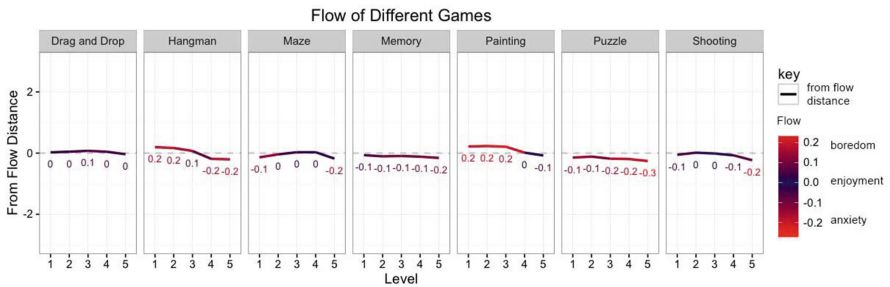 Flow of Different Games
Drag and Drop Hangman Maze Memory Painting Puzzle Shooting
From Flow Distance
2
0
-2
0 0 0.1 0 0
0.2 0.2 0.1 -0.2 -0.2
-0.1 0 0 0 -0.2
-0.1 -0.1 -0.1 -0.1 -0.2
0.2 0.2 0.2 0 -0.1
-0.1 -0.1 -0.2 -0.2 -0.3
-0.1 0 0 -0.1 -0.2
1 2 3 4 5 1 2 3 4 5 1 2 3 4 5 1 2 3 4 5 1 2 3 4 5 1 2 3 4 5 1 2 3 4 5
Level
key
from flow
distance
Flow
0.2 boredom
0.1
0.0 enjoyment
-0.1
-0.2 anxiety